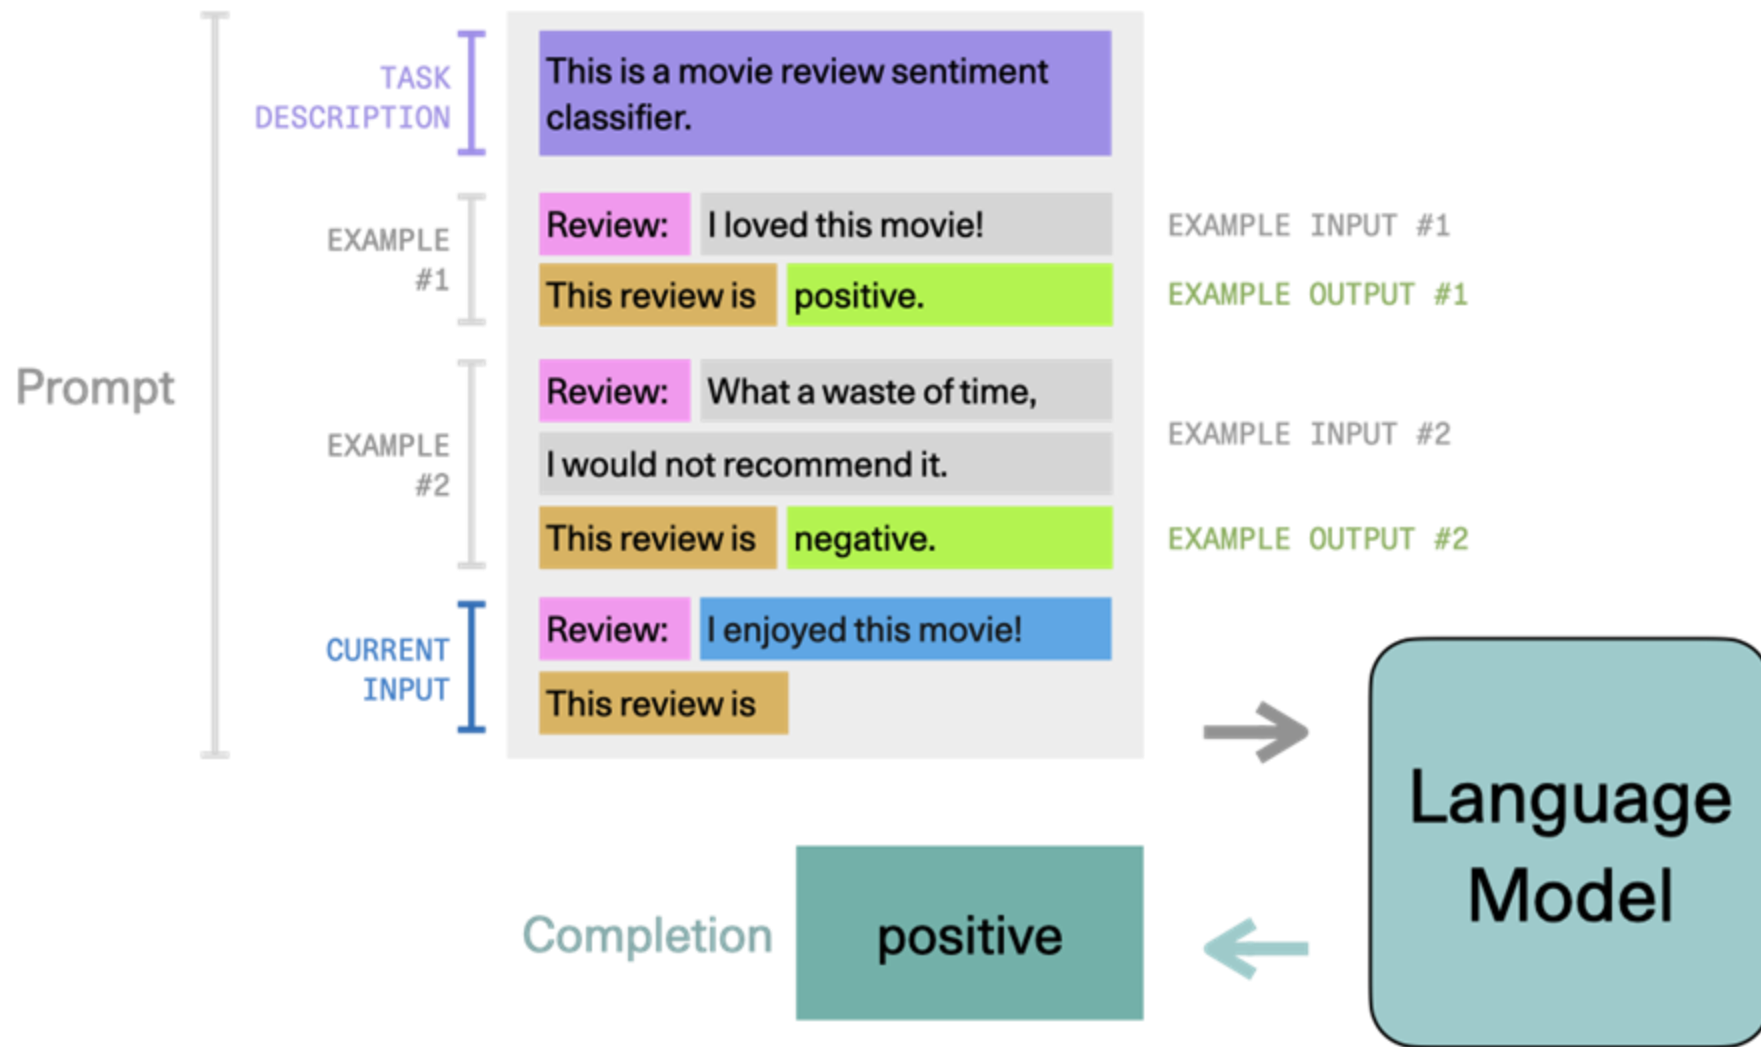 TASK
DESCRIPTION
This is a movie review sentiment
classifier.
EXAMPLE
#1
Review: I loved this movie!
EXAMPLE INPUT #1
This review is positive.
EXAMPLE OUTPUT #1
Prompt
EXAMPLE
#2
Review: What a waste of time,
I would not recommend it.
EXAMPLE INPUT #2
This review is negative.
EXAMPLE OUTPUT #2
CURRENT
INPUT
Review: I enjoyed this movie!
This review is
Language
Model
Completion
positive